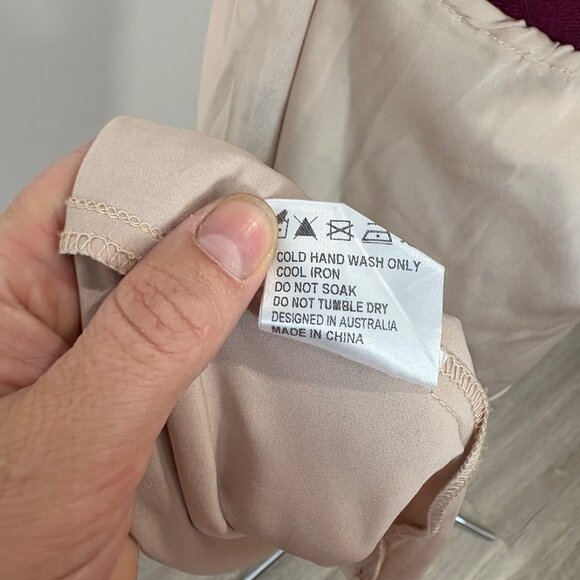 COLD HAND WASH ONLY
COOL IRON
DO NOT SOAK
DO NOT TUMBLE DRY
DESIGNED IN AUSTRALIA
MADE IN CHINA